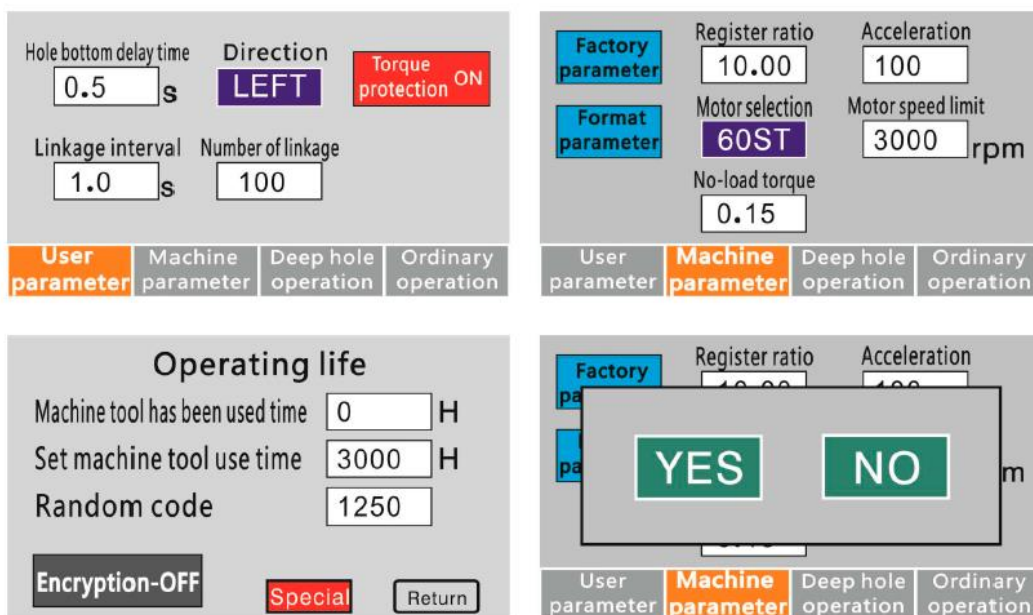 Hole bottom delay time
Direction
0.5 s
LEFT
Torque
protection ON
Linkage interval
Number of linkage
1.0 s
100
User
parameter
Machine
parameter
Deep hole
operation
Ordinary
operation
Factory
parameter
Register ratio
Acceleration
10.00
100
Format
parameter
Motor selection
Motor speed limit
60ST
3000 rpm
No-load torque
0.15
User
parameter
Machine
parameter
Deep hole
operation
Ordinary
operation
Operating life
Machine tool has been used time 0 H
Set machine tool use time 3000 H
Random code 1250
Encryption-OFF
Special
Return
Factory
Register ratio
Acceleration
YES
NO
User
parameter
Machine
parameter
Deep hole
operation
Ordinary
operation